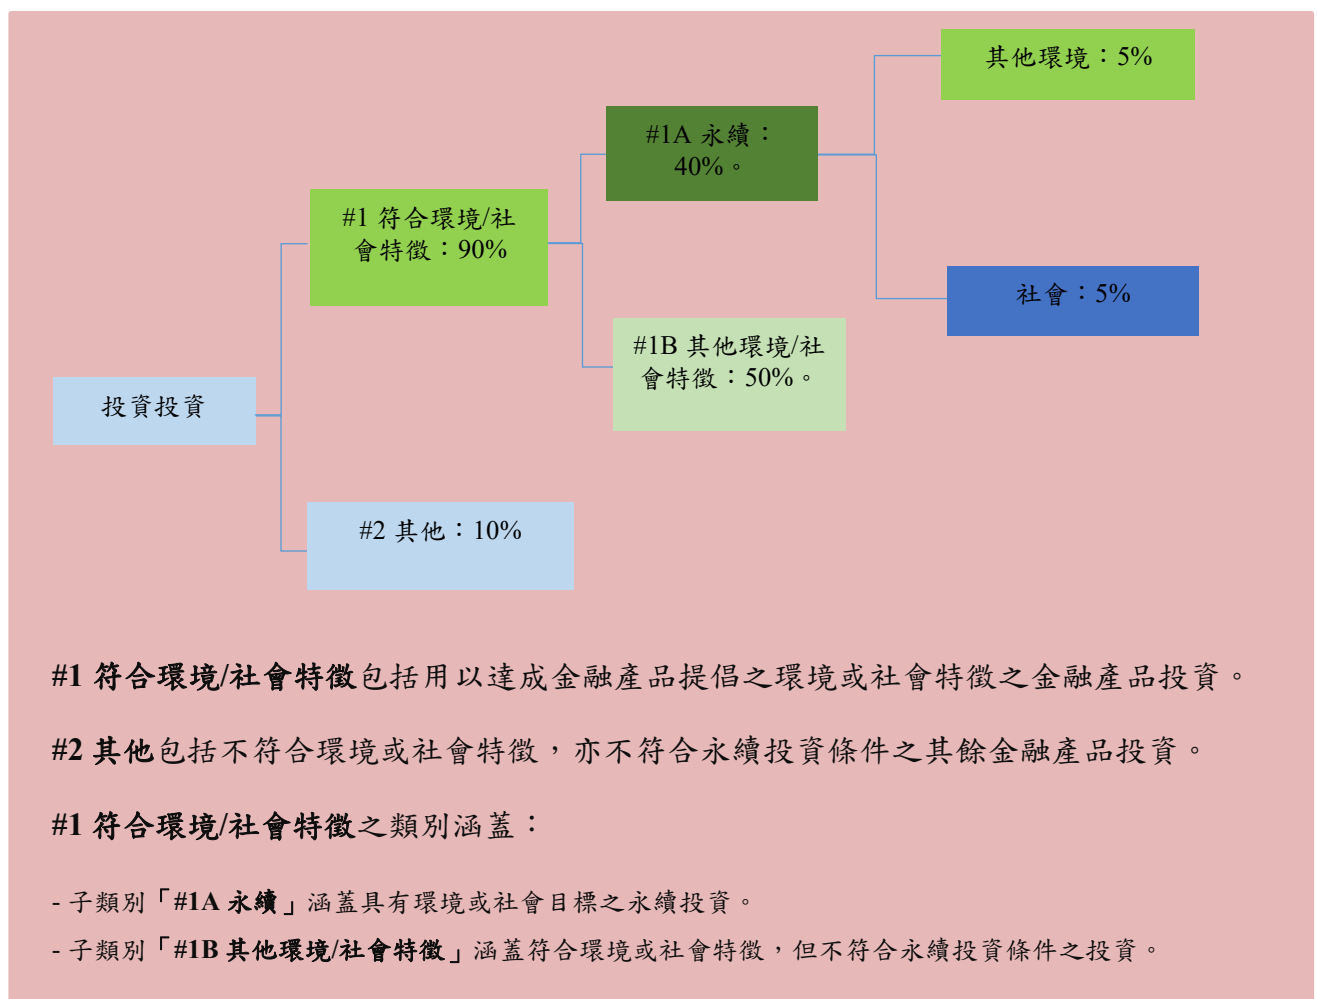 其他環境：5%
#1A 永續：
40%。
#1 符合環境/社
會特徵：90%
社會：5%
#1B 其他環境/社
會特徵：50%。
投資投資
#2 其他：10%
#1 符合環境/社會特徵包括用以達成金融產品提倡之環境或社會特徵之金融產品投資。
#2 其他包括不符合環境或社會特徵，亦不符合永續投資條件之其餘金融產品投資。
#1 符合環境/社會特徵之類別涵蓋：
- 子類別「#1A 永續」涵蓋具有環境或社會目標之永續投資。
- 子類別「#1B 其他環境/社會特徵」涵蓋符合環境或社會特徵，但不符合永續投資條件之投資。